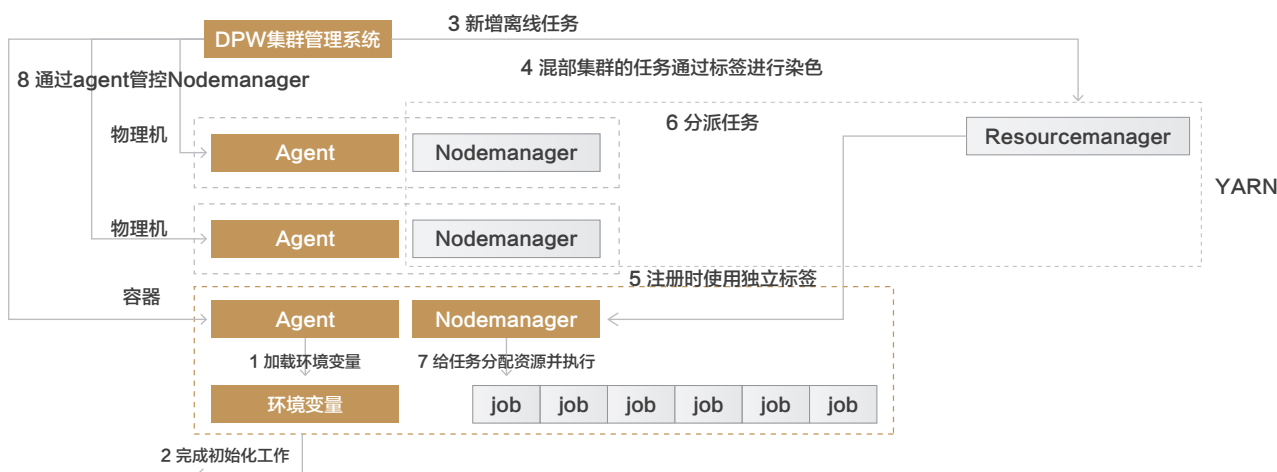 DPW集群管理系统
3 新增离线任务
4 混部集群的任务通过标签进行染色
8 通过agent管控Nodemanager
6 分派任务
物理机
Agent
Nodemanager
Resourcemanager
YARN
物理机
Agent
Nodemanager
5 注册时使用独立标签
容器
Agent
Nodemanager
1 加载环境变量
7 给任务分配资源并执行
环境变量
job
job
job
job
job
job
2 完成初始化工作